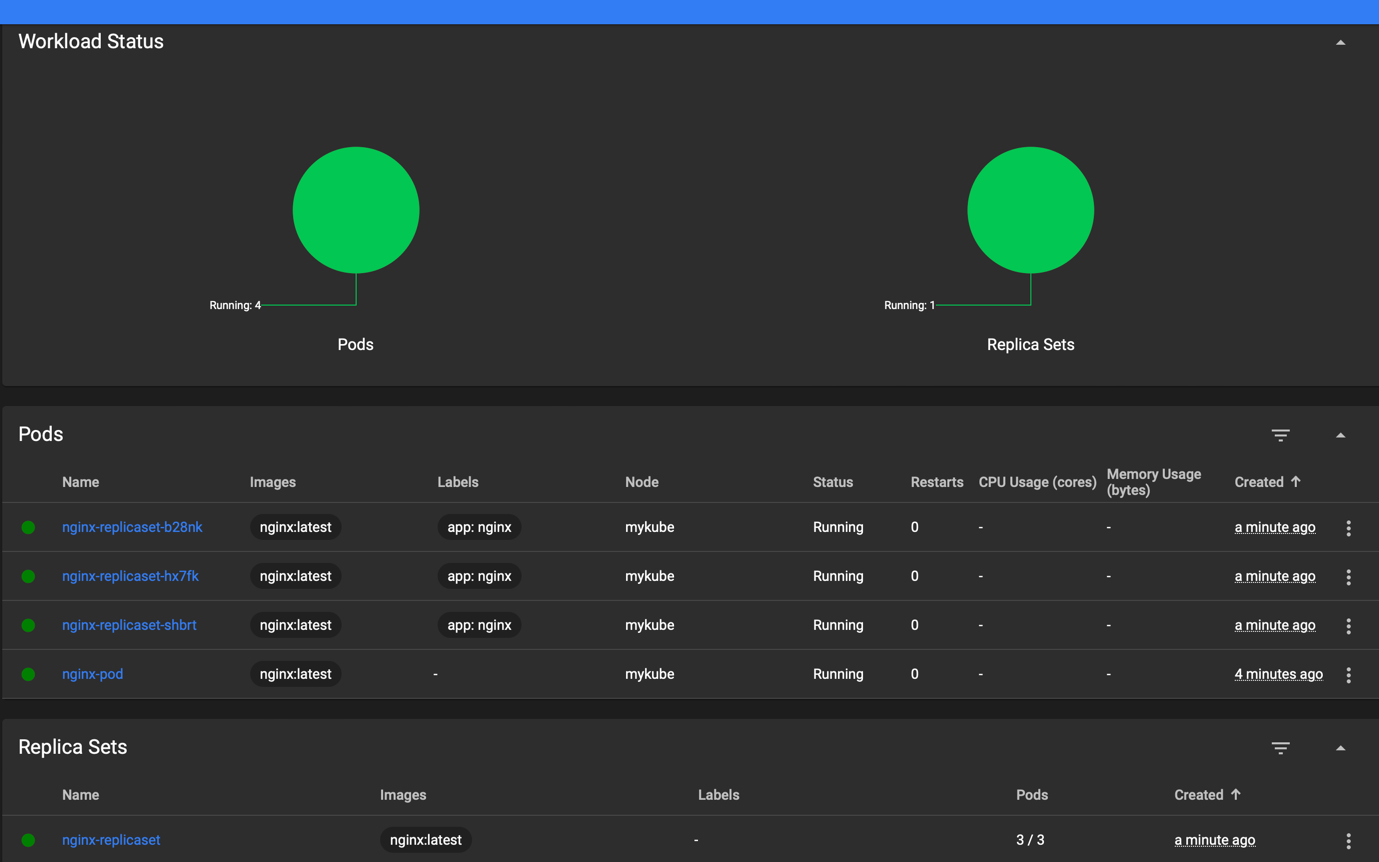 Workload Status
Running: 4
Running: 1
Pods
Replica Sets
Pods
Name Images Labels Node Status Restarts CPU Usage (cores) Memory Usage (bytes) Created
nginx-replicaset-b28nk nginx:latest app: nginx mykube Running 0 - - a minute ago
nginx-replicaset-hx7fk nginx:latest app: nginx mykube Running 0 - - a minute ago
nginx-replicaset-shbrt nginx:latest app: nginx mykube Running 0 - - a minute ago
nginx-pod nginx:latest - mykube Running 0 - - 4 minutes ago
Replica Sets
Name Images Labels Pods Created
nginx-replicaset nginx:latest - 3 / 3 a minute ago